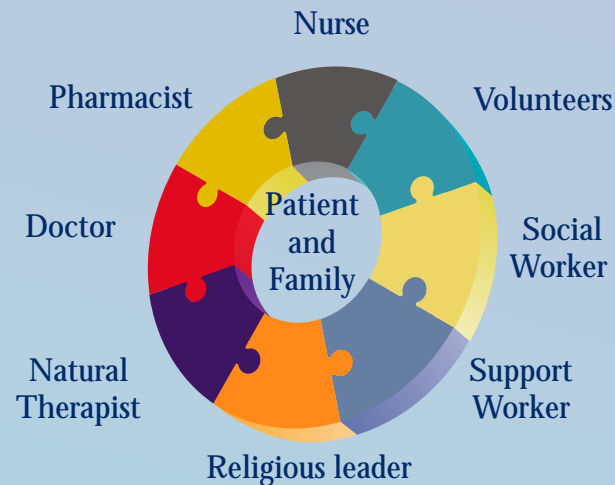 Nurse
Pharmacist
Volunteers
Patient
and
Family
Doctor
Social
Worker
Natural
Therapist
Support
Worker
Religious leader